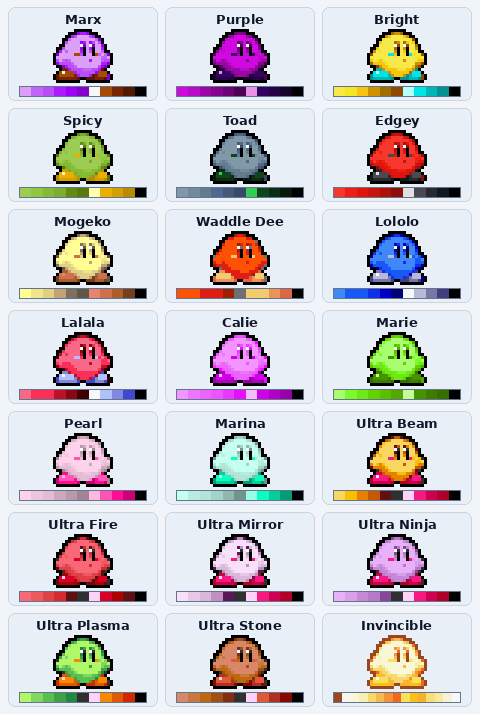 Marx
Purple
Bright
Spicy
Toad
Edgey
Mogeko
Waddle Dee
Lololo
Lalala
Calie
Marie
Pearl
Marina
Ultra Beam
Ultra Fire
Ultra Mirror
Ultra Ninja
Ultra Plasma
Ultra Stone
Invincible